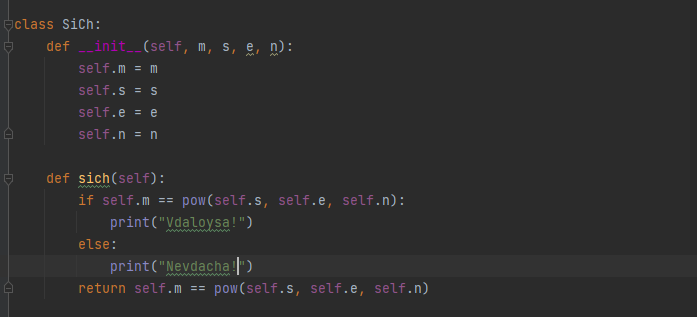 class SiCh:
def __init__(self, m, s, e, n):
self.m = m
self.s = s
self.e = e
self.n = n
def sich(self):
if self.m == pow(self.s, self.e, self.n):
print("Vdaloysa!")
else:
print("Nevdacha!")
return self.m == pow(self.s, self.e, self.n)